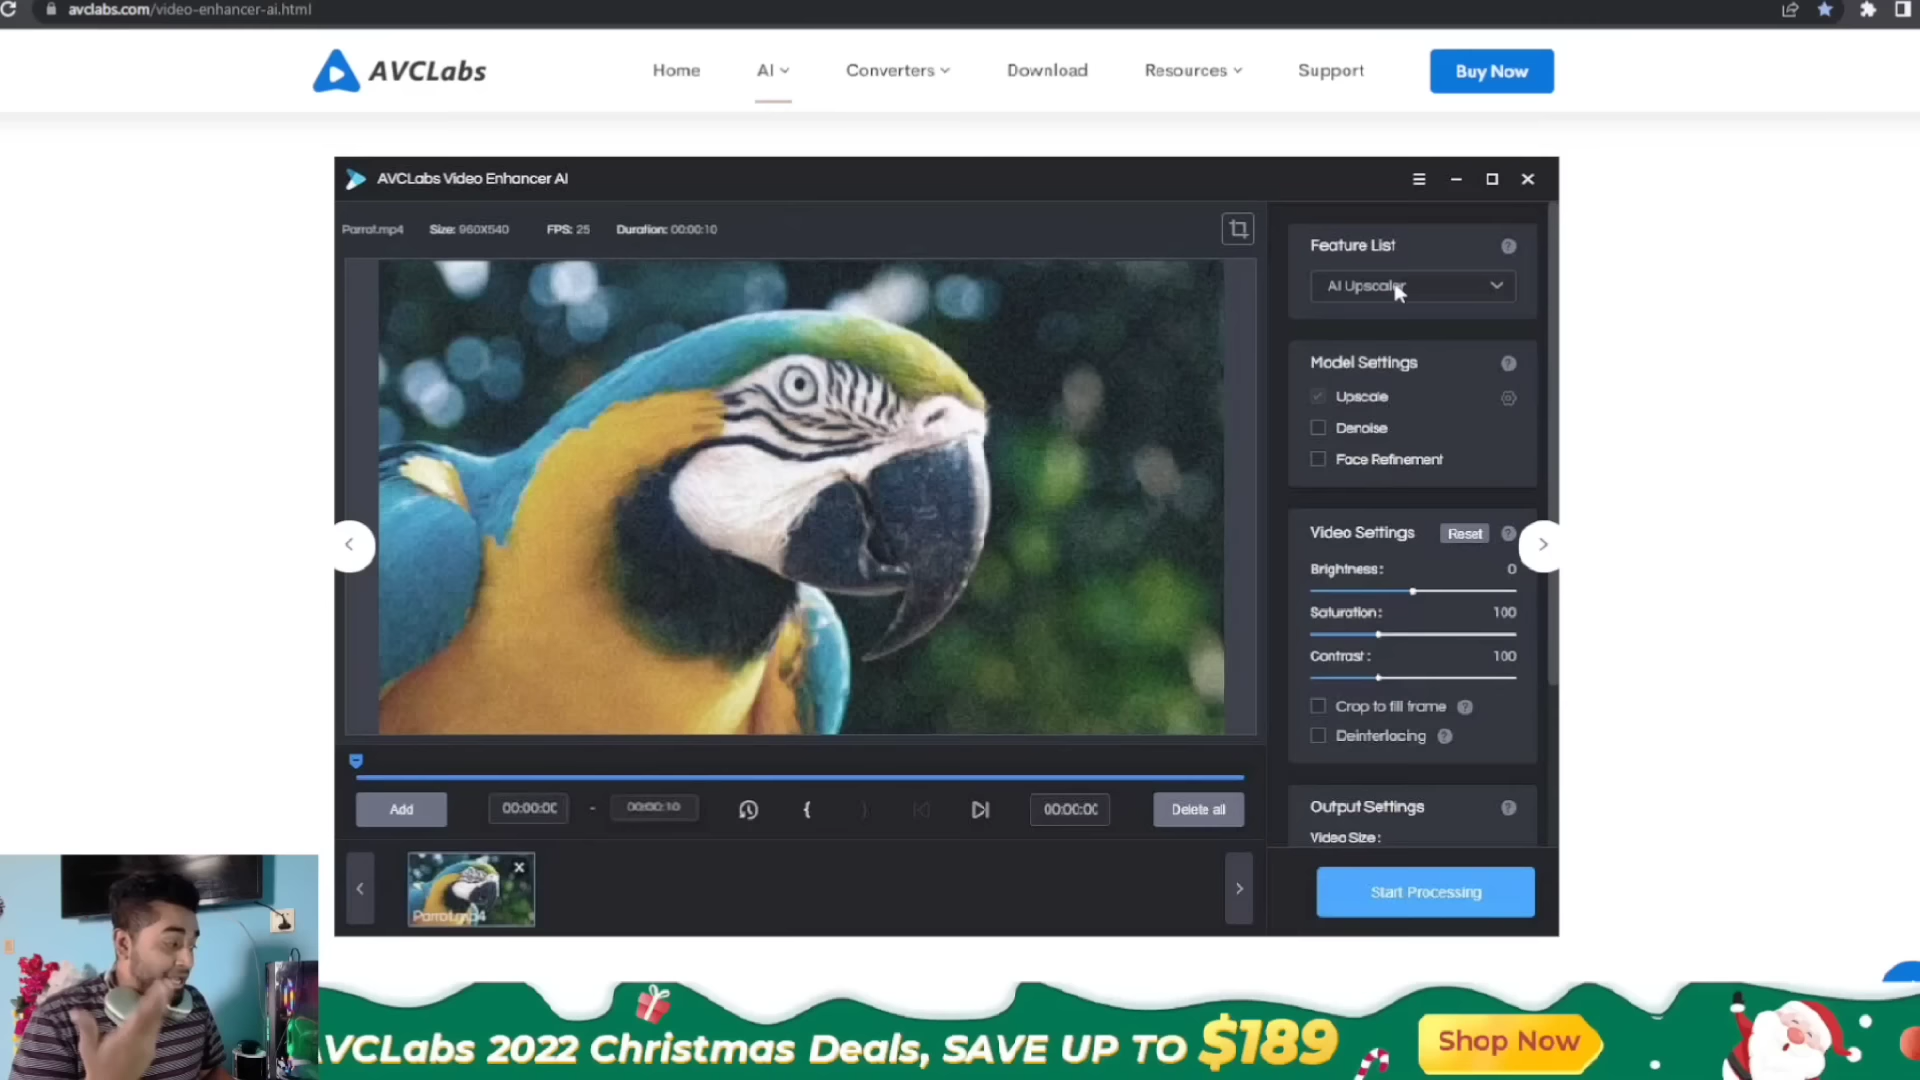 avclabs.com/video-enhancer-ai.html
AVCLabs
Home
AI
Converters
Download
Resources
Support
Buy Now
AVCLabs Video Enhancer AI
Parrot.mp4
Size: 960X540
FPS: 25
Duration: 00:00:10
Feature List
AI Upscaler
Model Settings
Upscale
Denoise
Face Refinement
Video Settings
Reset
Brightness:
0
Saturation:
100
Contrast:
100
Crop to fill frame
Deinterlacing
Output Settings
Video Size:
Add
00:00:00
-
00:00:10
00:00:00
Delete all
Parrot.mp4
Start Processing
VCLabs 2022 Christmas Deals, SAVE UP TO $189
Shop Now